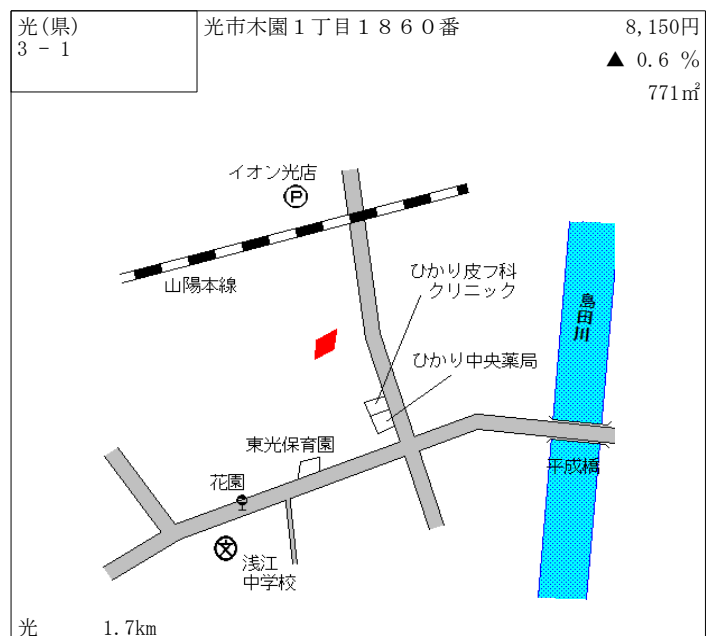 光(県)
3 - 1
光市木園1丁目1860番
8,150円
▲ 0.6 %
771㎡
イオン光店
P
山陽本線
ひかり皮フ科
クリニック
島田川
ひかり中央薬局
東光保育園
花園
平成橋
文
浅江
中学校
光 1.7km